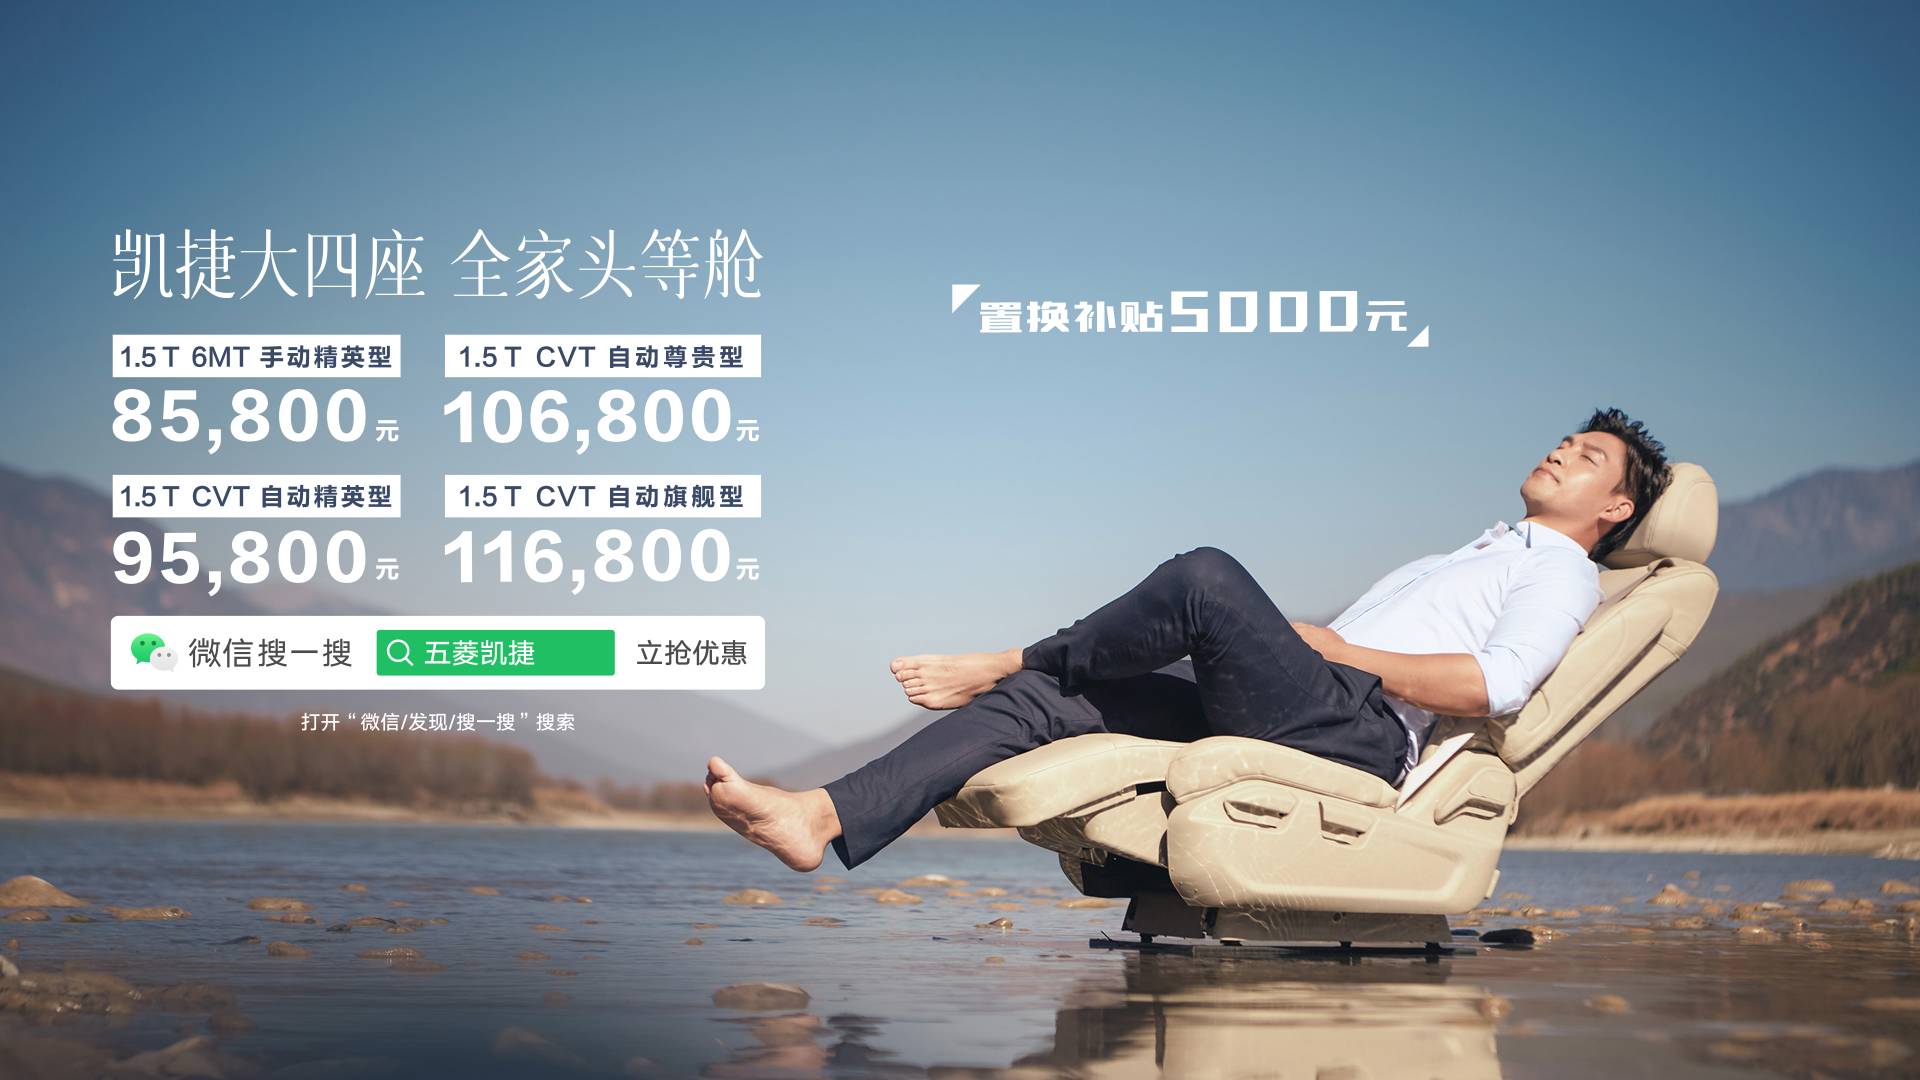 凯捷大四座 全家头等舱
置换补贴5000元
1.5T 6MT 手动精英型
85,800元
1.5T CVT 自动尊贵型
106,800元
1.5T CVT 自动精英型
95,800元
1.5T CVT 自动旗舰型
116,800元
微信搜一搜 五菱凯捷 立抢优惠
打开“微信/发现/搜一搜”搜索